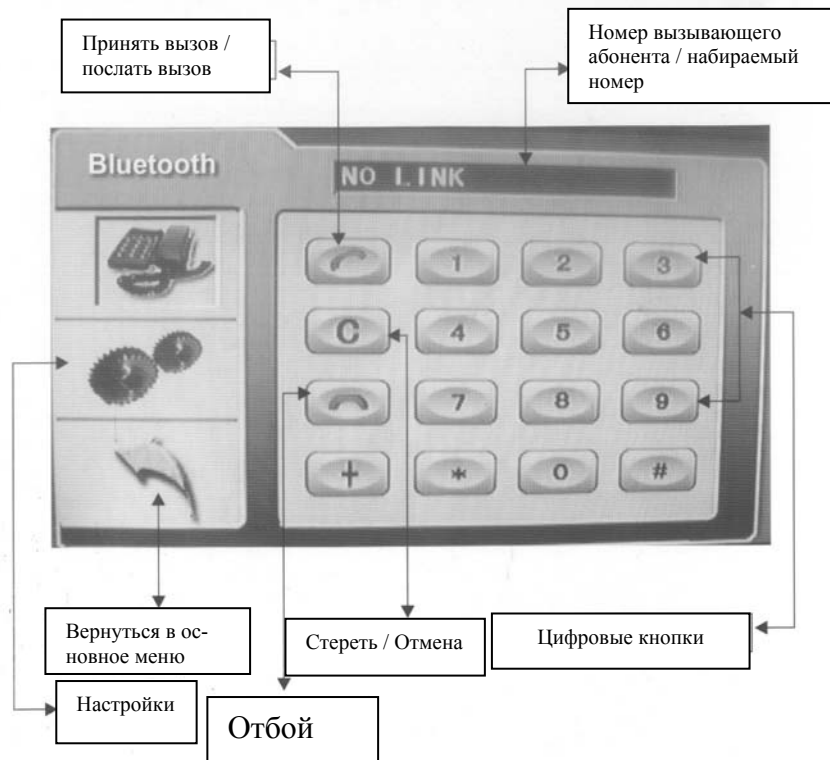 Принять вызов /
послать вызов
Номер вызывающего
абонента / набираемый
номер
Bluetooth
NO LINK
1 2 3
C 4 5 6
7 8 9
+ * 0 #
Вернуться в ос-
новное меню
Стереть / Отмена
Цифровые кнопки
Настройки
Отбой